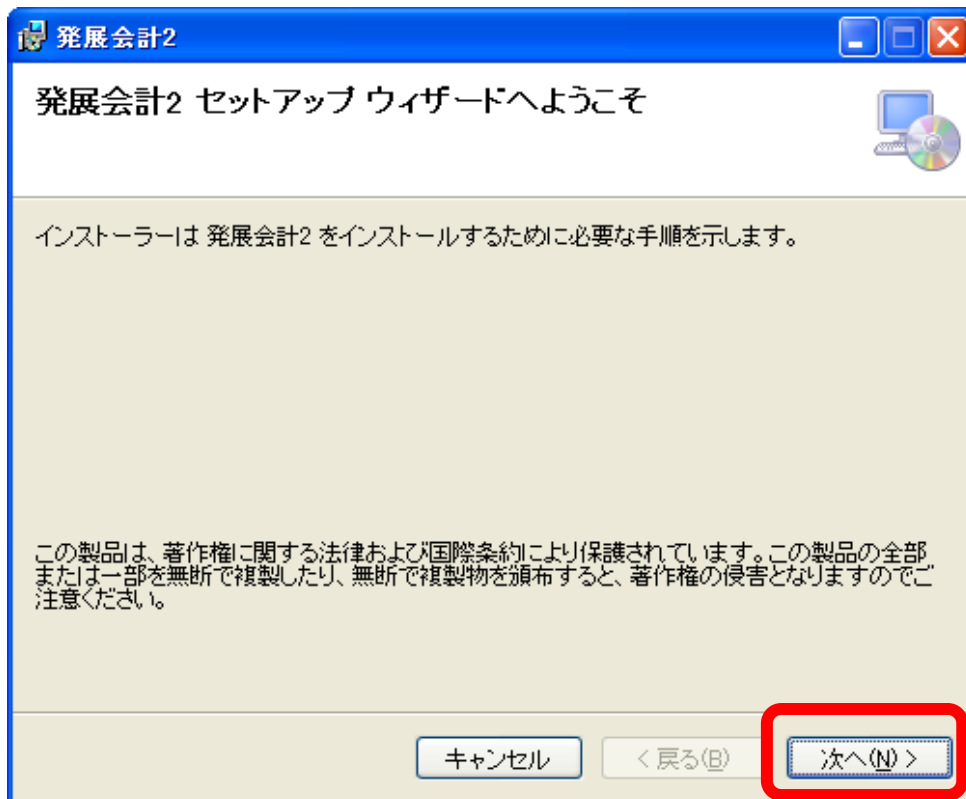 発展会計2
発展会計2 セットアップ ウィザードへようこそ
インストーラーは 発展会計2 をインストールするために必要な手順を示します。
この製品は、著作権に関する法律および国際条約により保護されています。この製品の全部
または一部を無断で複製したり、無断で複製物を頒布すると、著作権の侵害となりますのでご
注意ください。
キャンセル < 戻る(B) 次へ(N) >